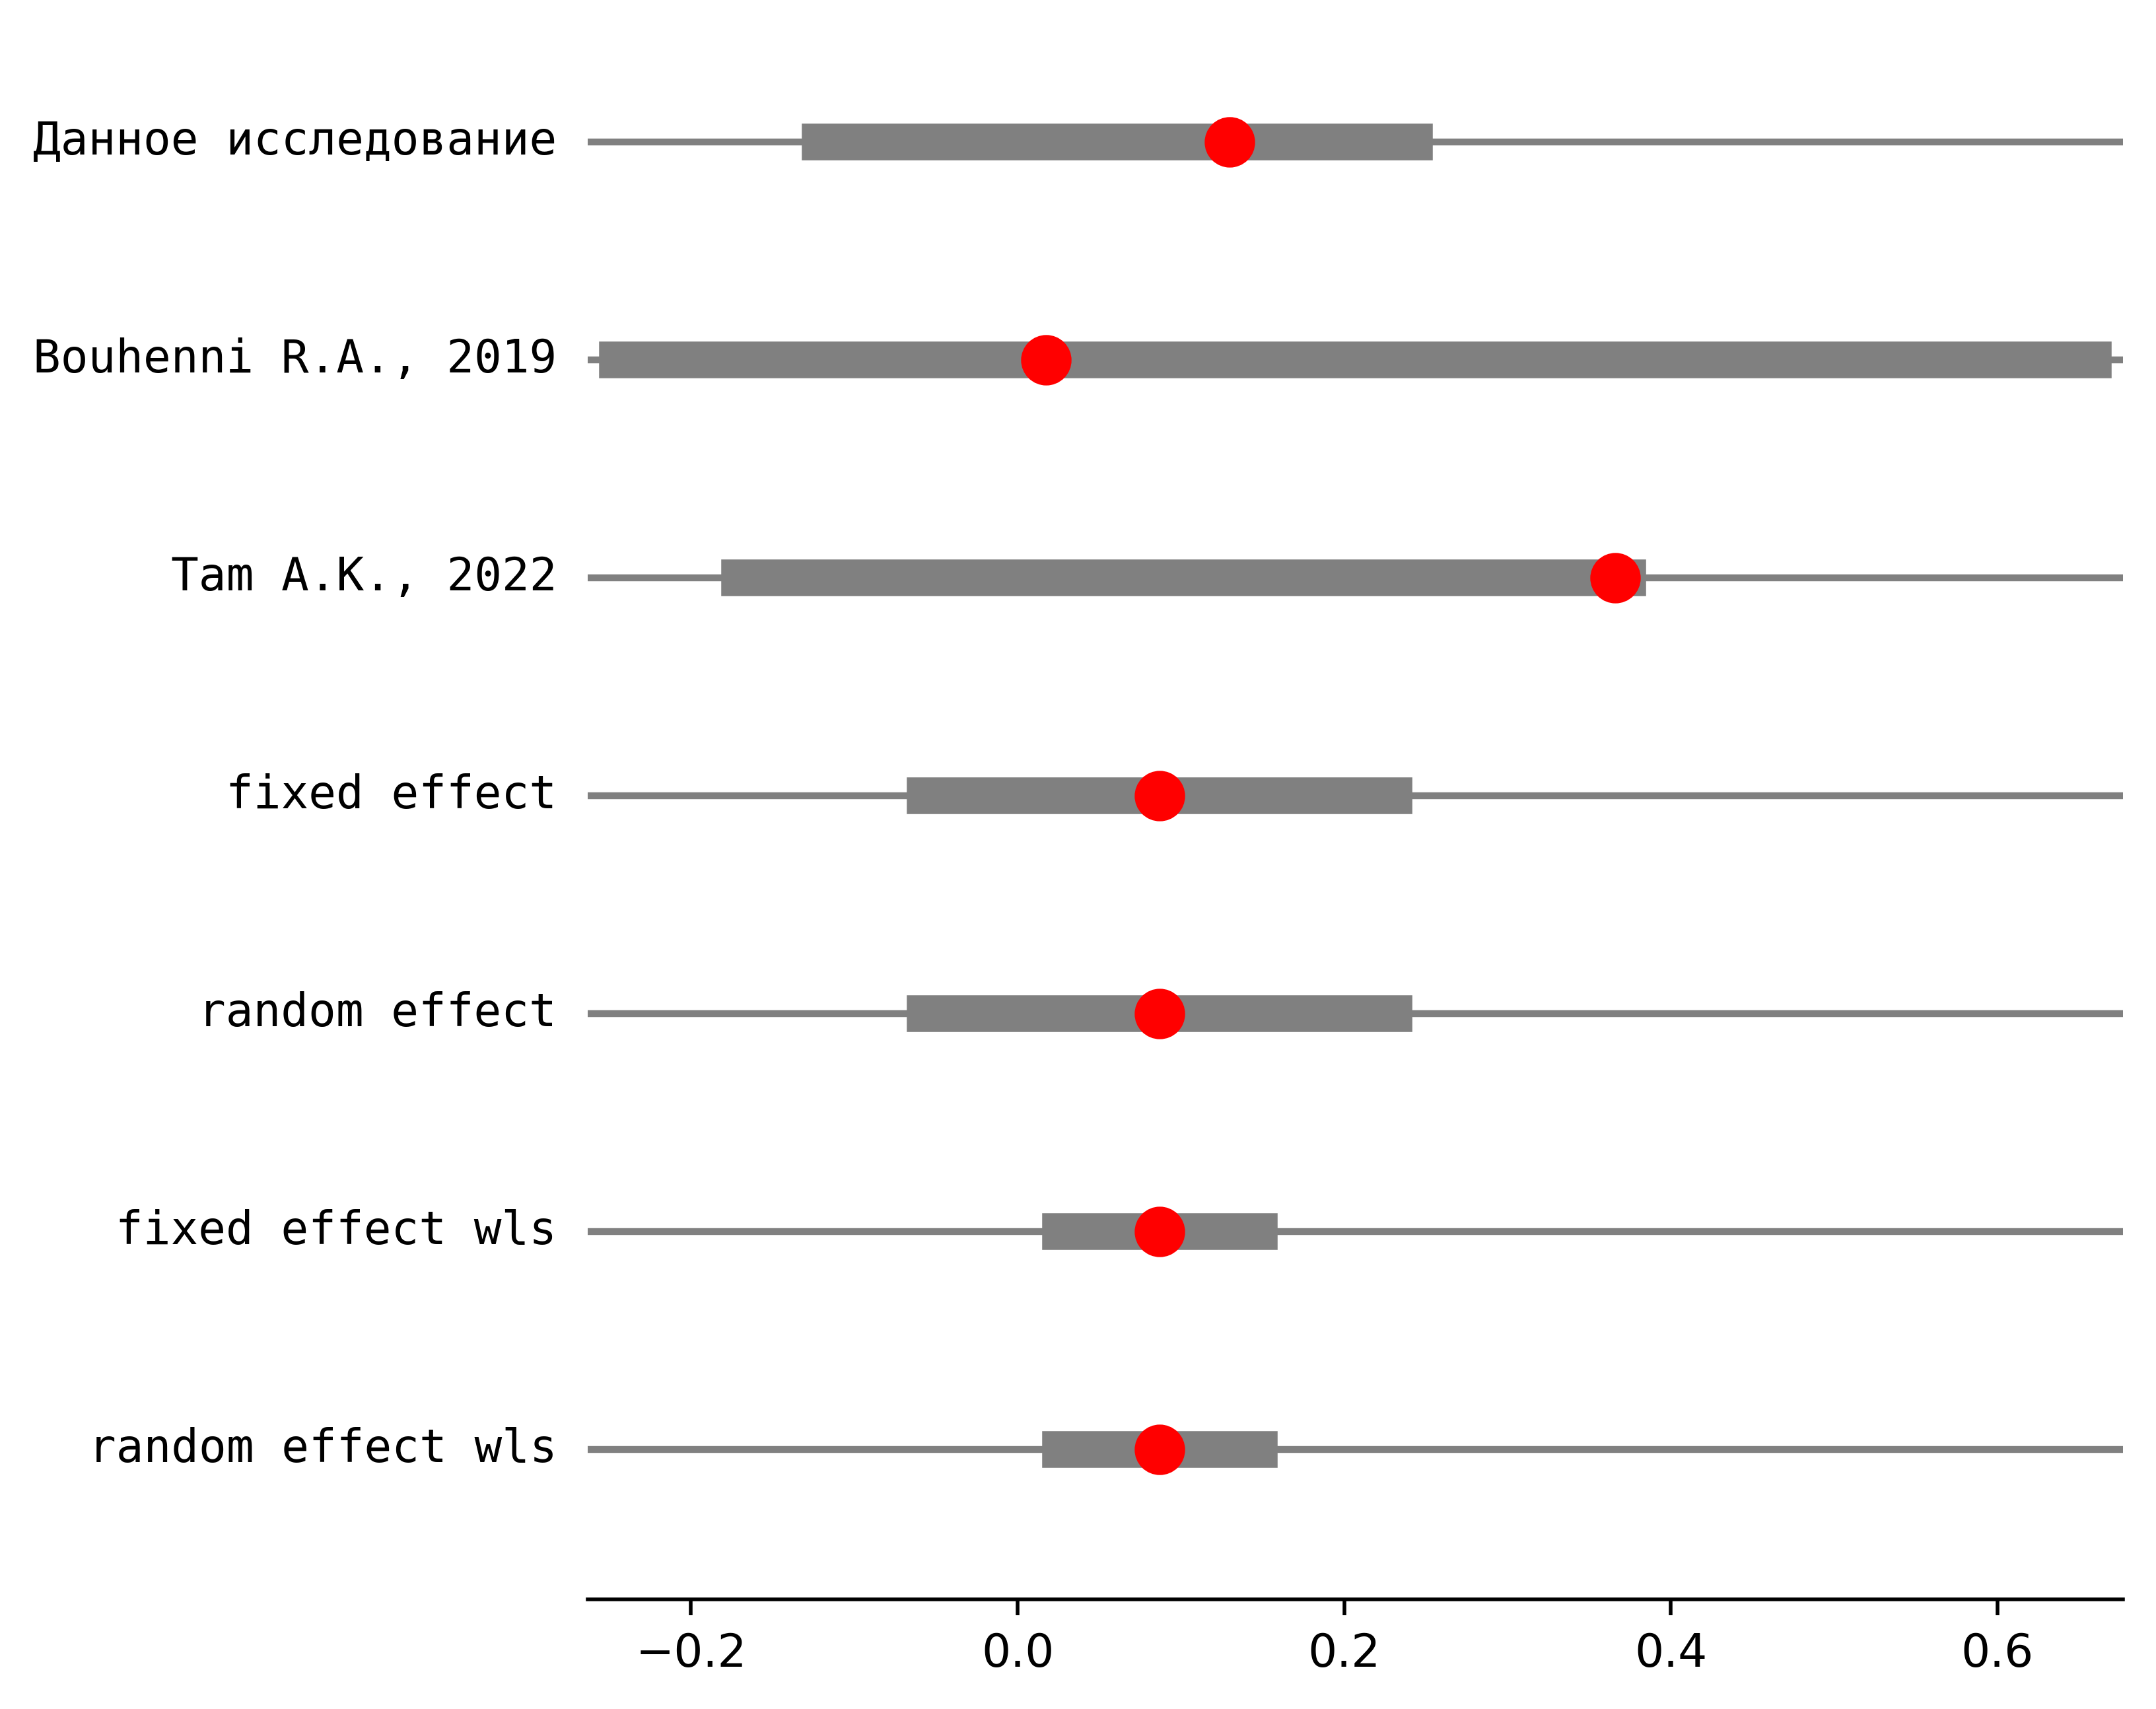 Данное исследование
Bouhenni R.A., 2019
Tam A.K., 2022
fixed effect
random effect
fixed effect wls
random effect wls
−0.2 0.0 0.2 0.4 0.6